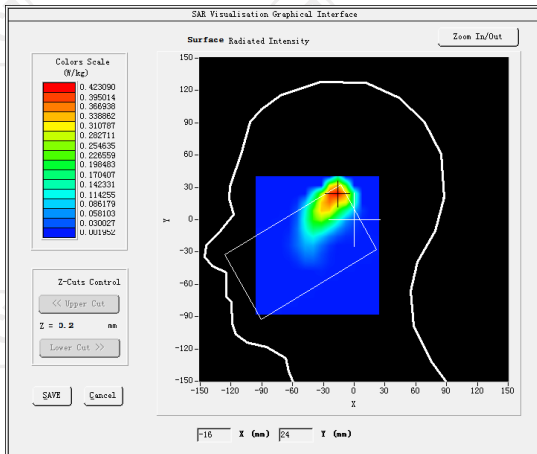 SAR Visualisation Graphical Interface
Surface Radiated Intensity
Zoom In/Out
Colors Scale
(W/kg)
0.423090
0.395014
0.366938
0.338862
0.310787
0.282711
0.254635
0.226559
0.198483
0.170407
0.142331
0.114255
0.086179
0.058103
0.030027
0.001952
150
120
90
60
30
0
-30
-60
-90
-120
-150
Y
-150 -120 -90 -60 -30 0 30 60 90 120 150
X
Z-Cuts Control
<< Upper Cut
Z = 0.2 mm
Lower Cut >>
SAVE Cancel
-16 X (mm) 24 Y (mm)